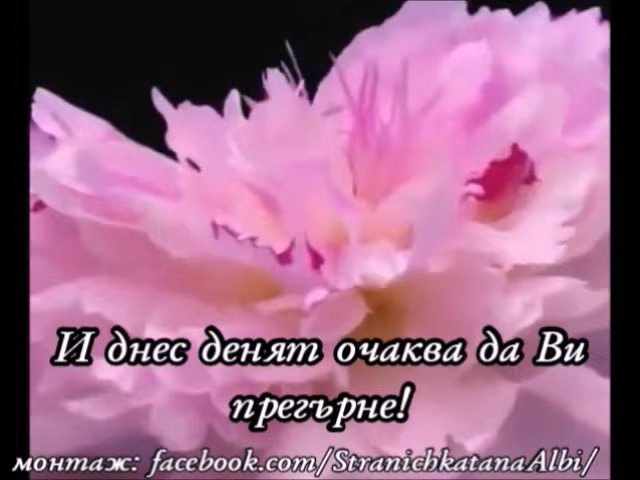 И днес денят очаква да Ви
прегърне!
монтаж: facebook.com/StranichkatanaAlbi/